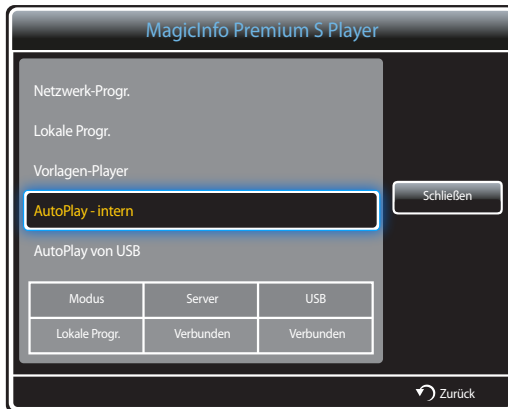 MagicInfo Premium S Player
Netzwerk-Progr.
Lokale Progr.
Vorlagen-Player
AutoPlay - intern
AutoPlay von USB
Schließen
Modus Server USB
Lokale Progr. Verbunden Verbunden
Zurück